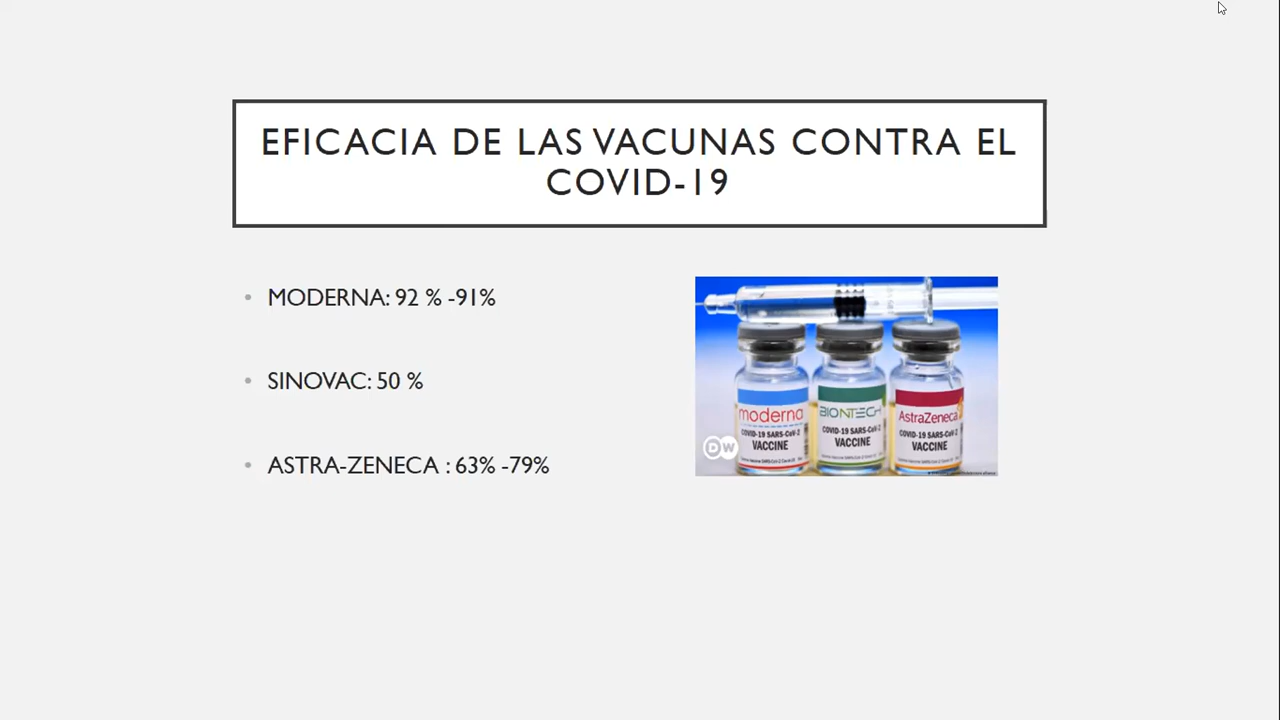 EFICACIA DE LAS VACUNAS CONTRA EL
COVID-19
MODERNA: 92 % -91%
SINOVAC: 50 %
ASTRA-ZENECA : 63% -79%
moderna
COVID-19 SARS-CoV-2
VACCINE
BIONTECH
COVID-19 SARS-CoV-2
VACCINE
AstraZeneca
COVID-19 SARS-CoV-2
VACCINE
DW